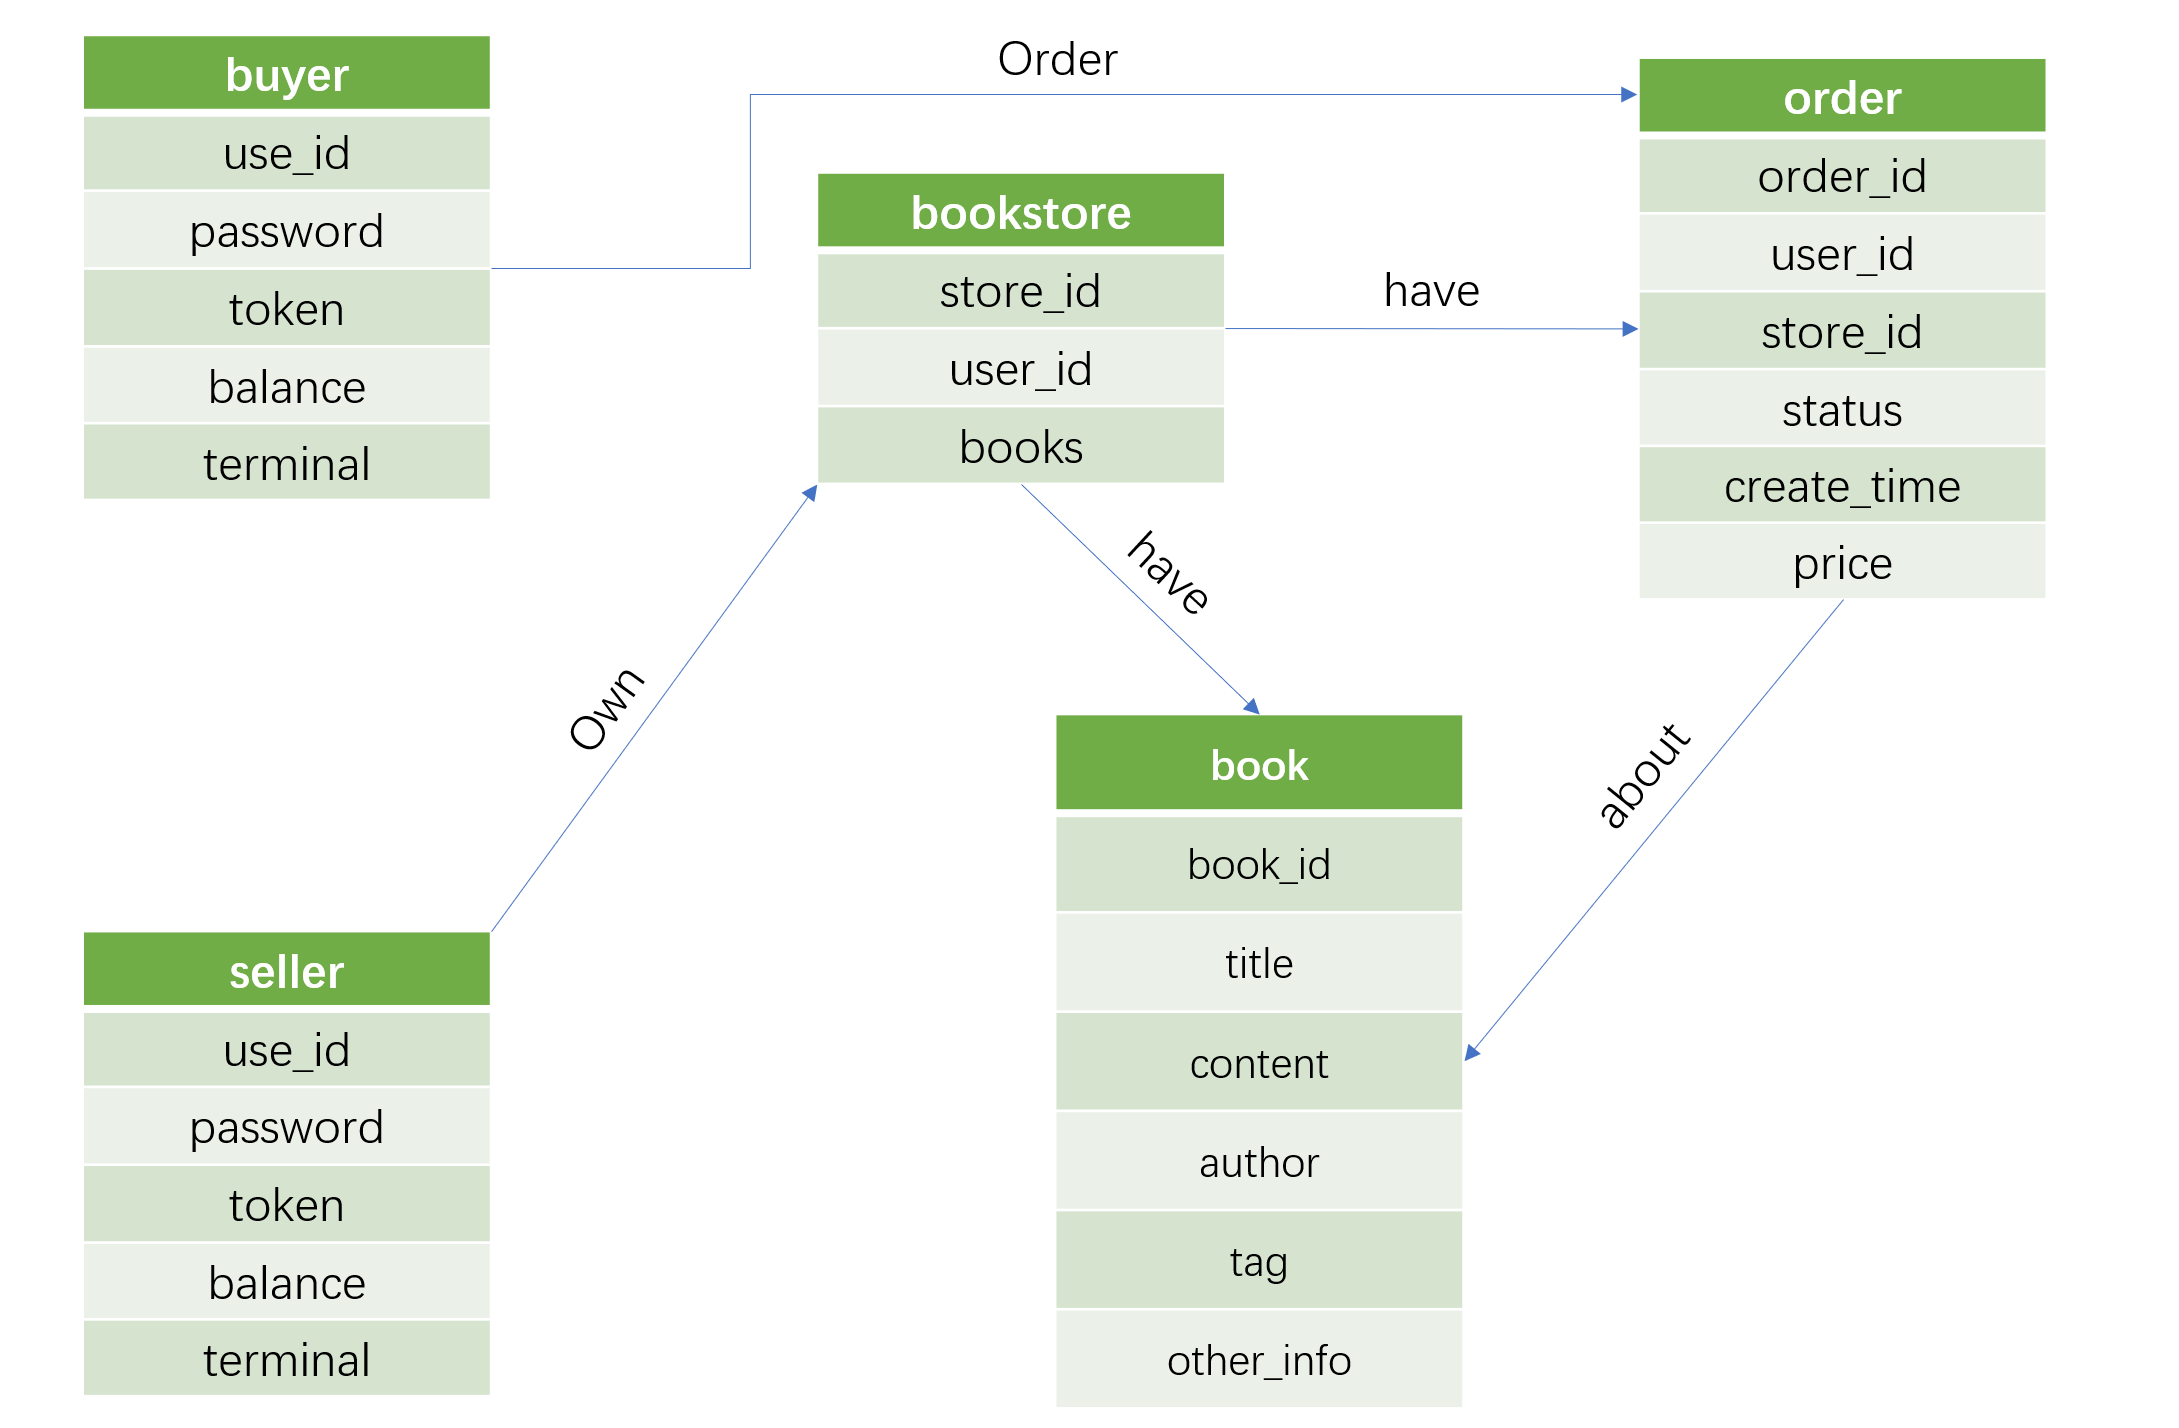 buyer
use_id
password
token
balance
terminal
Order
bookstore
store_id
user_id
books
have
order
order_id
user_id
store_id
status
create_time
price
have
Own
about
book
book_id
title
content
author
tag
other_info
seller
use_id
password
token
balance
terminal